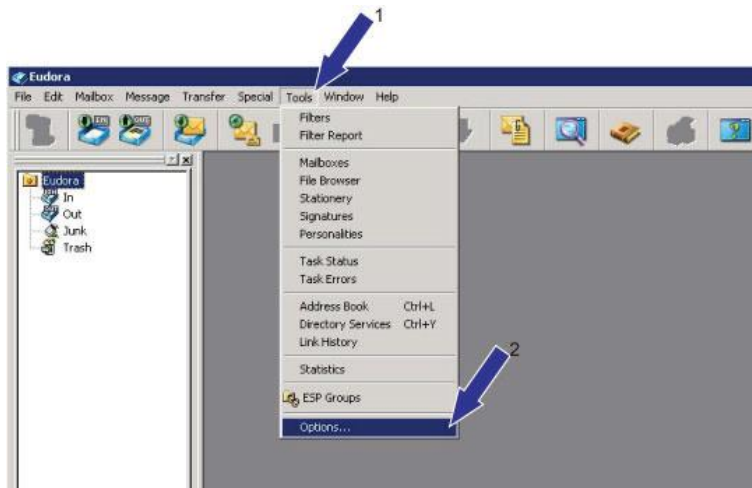 1
Eudora
File Edit Mailbox Message Transfer Special Tools Window Help
IN OUT
Filters
Filter Report
Mailboxes
File Browser
Stationery
Signatures
Personalities
Task Status
Task Errors
Address Book Ctrl+L
Directory Services Ctrl+Y
Link History
Statistics
ESP Groups
Options...
2
Eudora
In
Out
Junk
Trash